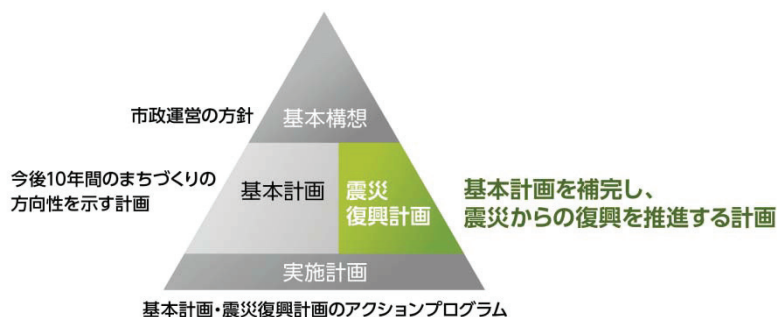 市政運営の方針
基本構想
今後10年間のまちづくりの
方向性を示す計画
基本計画
震災
復興計画
基本計画を補完し、
震災からの復興を推進する計画
実施計画
基本計画・震災復興計画のアクションプログラム